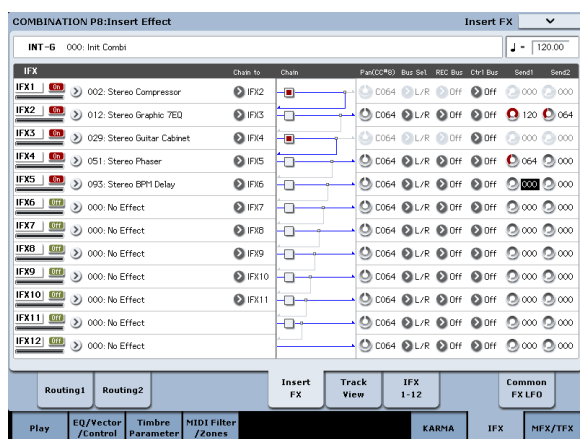 COMBINATION P8:Insert Effect Insert FX
INT-G 000: Init Combi ♩ = 120.00
IFX Chain to Chain Pan(CC#8) Bus Sel. REC Bus Ctrl Bus Send1 Send2
IFX1 On 002: Stereo Compressor IFX2 C064 L/R Off Off 000 000
IFX2 On 012: Stereo Graphic 7EQ IFX3 C064 L/R Off Off 120 064
IFX3 On 029: Stereo Guitar Cabinet IFX4 C064 L/R Off Off 000 000
IFX4 On 051: Stereo Phaser IFX5 C064 L/R Off Off 064 000
IFX5 On 093: Stereo BPM Delay IFX6 C064 L/R Off Off 000 000
IFX6 Off 000: No Effect IFX7 C064 L/R Off Off 000 000
IFX7 Off 000: No Effect IFX8 C064 L/R Off Off 000 000
IFX8 Off 000: No Effect IFX9 C064 L/R Off Off 000 000
IFX9 Off 000: No Effect IFX10 C064 L/R Off Off 000 000
IFX10 Off 000: No Effect IFX11 C064 L/R Off Off 000 000
IFX11 Off 000: No Effect C064 L/R Off Off 000 000
IFX12 Off 000: No Effect C064 L/R Off Off 000 000
Routing1 Routing2 Insert FX Track View IFX 1-12 Common FX LFO
Play EQ/Vector /Control Timbre Parameter MIDI Filter /Zones KARMA IFX MFX/TFX